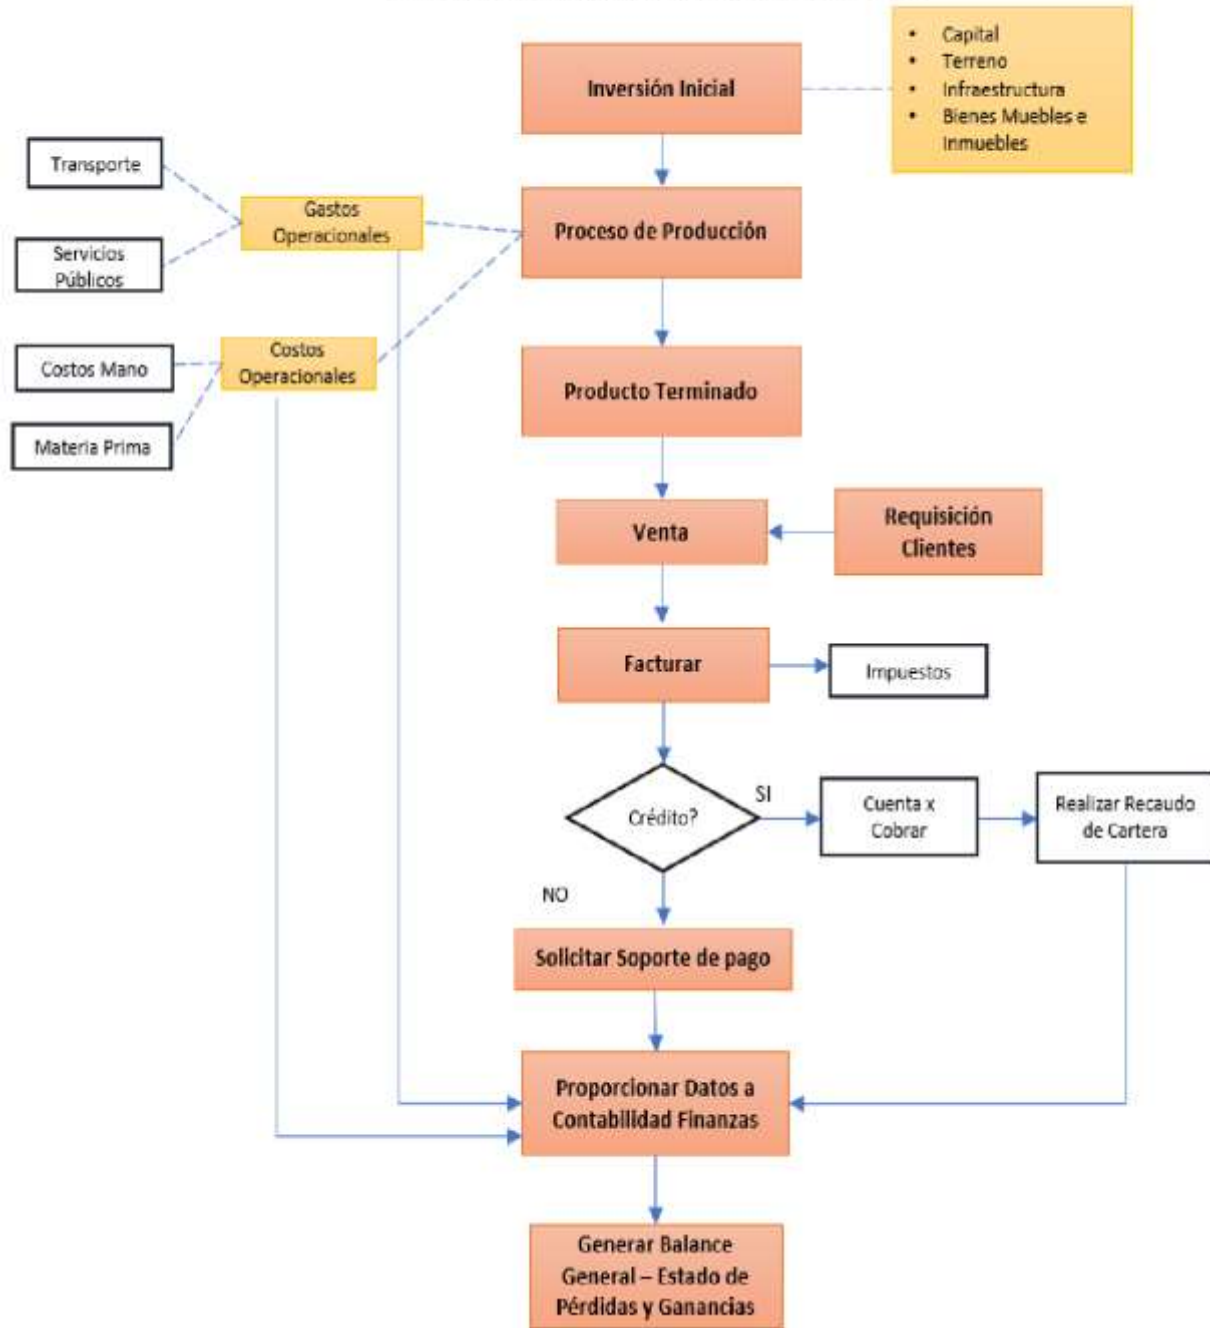 Inversión Inicial
• Capital
• Terreno
• Infraestructura
• Bienes Muebles e
Inmuebles
Transporte
Servicios
Públicos
Gastos
Operacionales
Proceso de Producción
Costos Mano
Materia Prima
Costos
Operacionales
Producto Terminado
Venta
Requisición
Clientes
Facturar
Impuestos
Crédito?
SI
Cuenta x
Cobrar
Realizar Recaudo
de Cartera
NO
Solicitar Soporte de pago
Proporcionar Datos a
Contabilidad Finanzas
Generar Balance
General – Estado de
Pérdidas y Ganancias